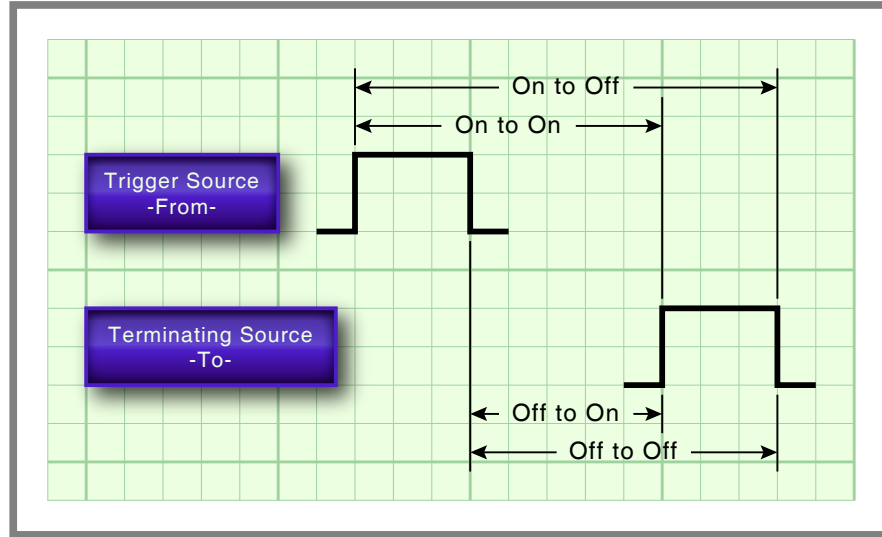 On to Off
On to On
Trigger Source
-From-
Terminating Source
-To-
Off to On
Off to Off